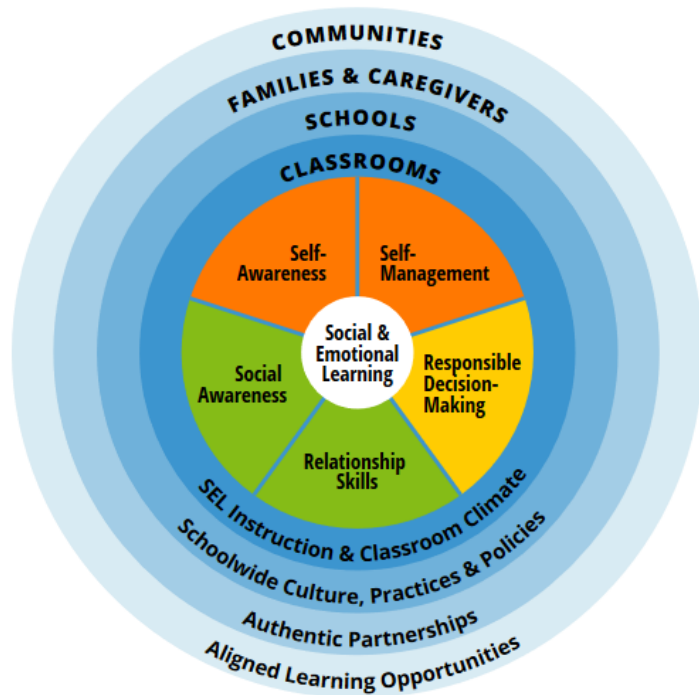 COMMUNITIES
FAMILIES & CAREGIVERS
SCHOOLS
CLASSROOMS
Self-
Awareness
Self-
Management
Social &
Emotional
Learning
Social
Awareness
Responsible
Decision-
Making
Relationship
Skills
SEL Instruction & Classroom Climate
Schoolwide Culture, Practices & Policies
Authentic Partnerships
Aligned Learning Opportunities